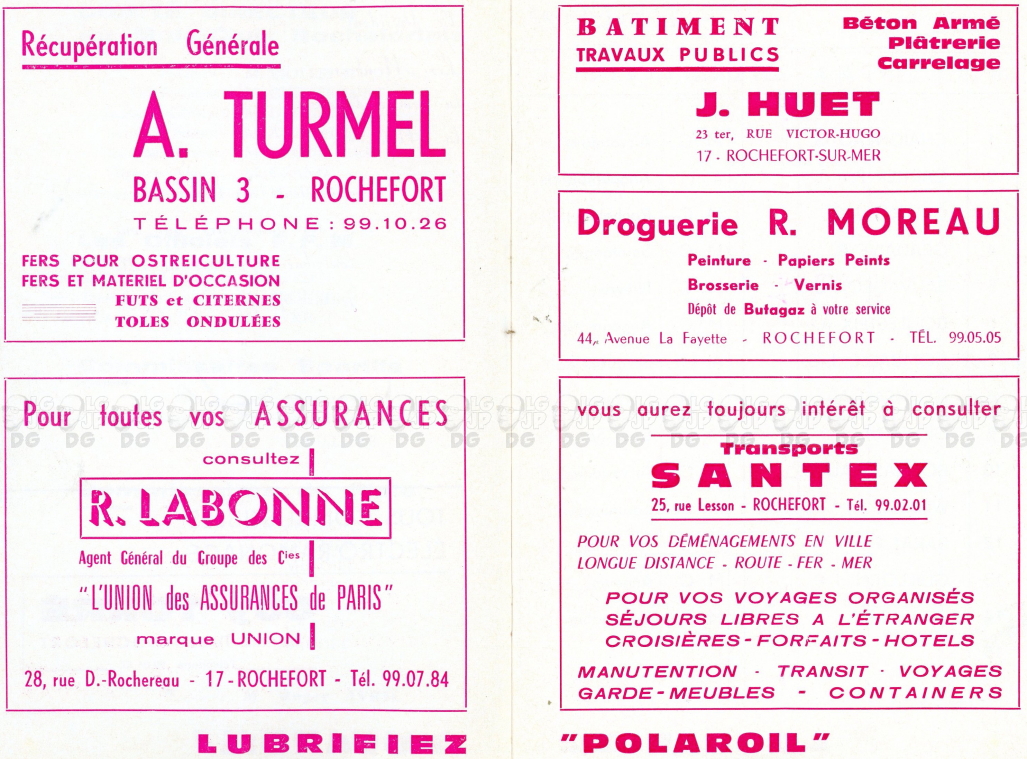 Récupération Générale
A. TURMEL
BASSIN 3 - ROCHEFORT
TÉLÉPHONE : 99.10.26
FERS POUR OSTREICULTURE
FERS ET MATERIEL D'OCCASION
FUTS et CITERNES
TOLES ONDULÉES
Pour toutes vos ASSURANCES
consultez
R. LABONNE
Agent Général du Groupe des Cies
"L'UNION des ASSURANCES de PARIS"
marque UNION
28, rue D.-Rochereau - 17 - ROCHEFORT - Tél. 99.07.84
LUBRIFIEZ
BATIMENT
TRAVAUX PUBLICS
Béton Armé
Plâtrerie
Carrelage
J. HUET
23 ter, RUE VICTOR-HUGO
17 - ROCHEFORT-SUR-MER
Droguerie R. MOREAU
Peinture - Papiers Peints
Brosserie - Vernis
Dépôt de Butagaz à votre service
44, Avenue La Fayette - ROCHEFORT - TÉL. 99.05.05
vous aurez toujours intérêt à consulter
Transports
SANTEX
25, rue Lesson - ROCHEFORT - Tél. 99.02.01
POUR VOS DÉMÉNAGEMENTS EN VILLE
LONGUE DISTANCE - ROUTE - FER - MER
POUR VOS VOYAGES ORGANISÉS
SÉJOURS LIBRES A L'ÉTRANGER
CROISIÈRES - FORFAITS - HOTELS
MANUTENTION - TRANSIT - VOYAGES
GARDE-MEUBLES - CONTAINERS
"POLAROIL"